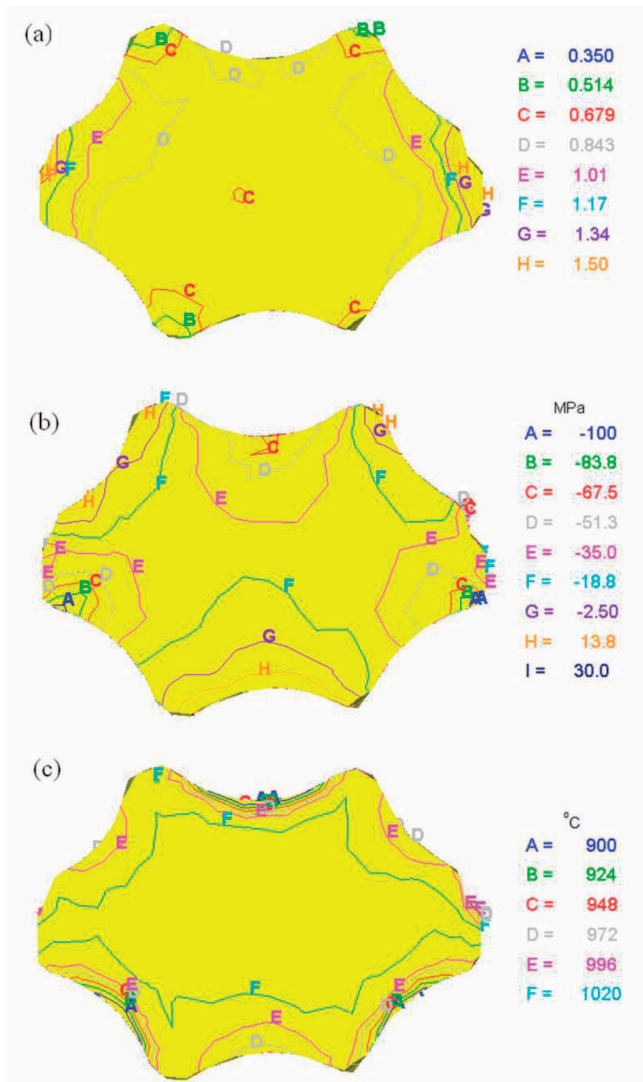 (a)
B
B B
C
D
C
D
D
E
D
E
D
H
G
F
F
H
G
H
G
C
C
B
C
A = 0.350
B = 0.514
C = 0.679
D = 0.843
E = 1.01
F = 1.17
G = 1.34
H = 1.50
(b)
F D
H
H
H
G
C
D
G
F
F
E
H
D
C
E
E
E
E
D
D
C
B
A
D
F
E
F
E
C
B
A A
F
G
H
MPa
A = -100
B = -83.8
C = -67.5
D = -51.3
E = -35.0
F = -18.8
G = -2.50
H = 13.8
I = 30.0
(c)
F
C
A
A
E
F
D
E
E
D
E
E
D
F
C
E
F
A
E
F
A
E
D
°C
A = 900
B = 924
C = 948
D = 972
E = 996
F = 1020